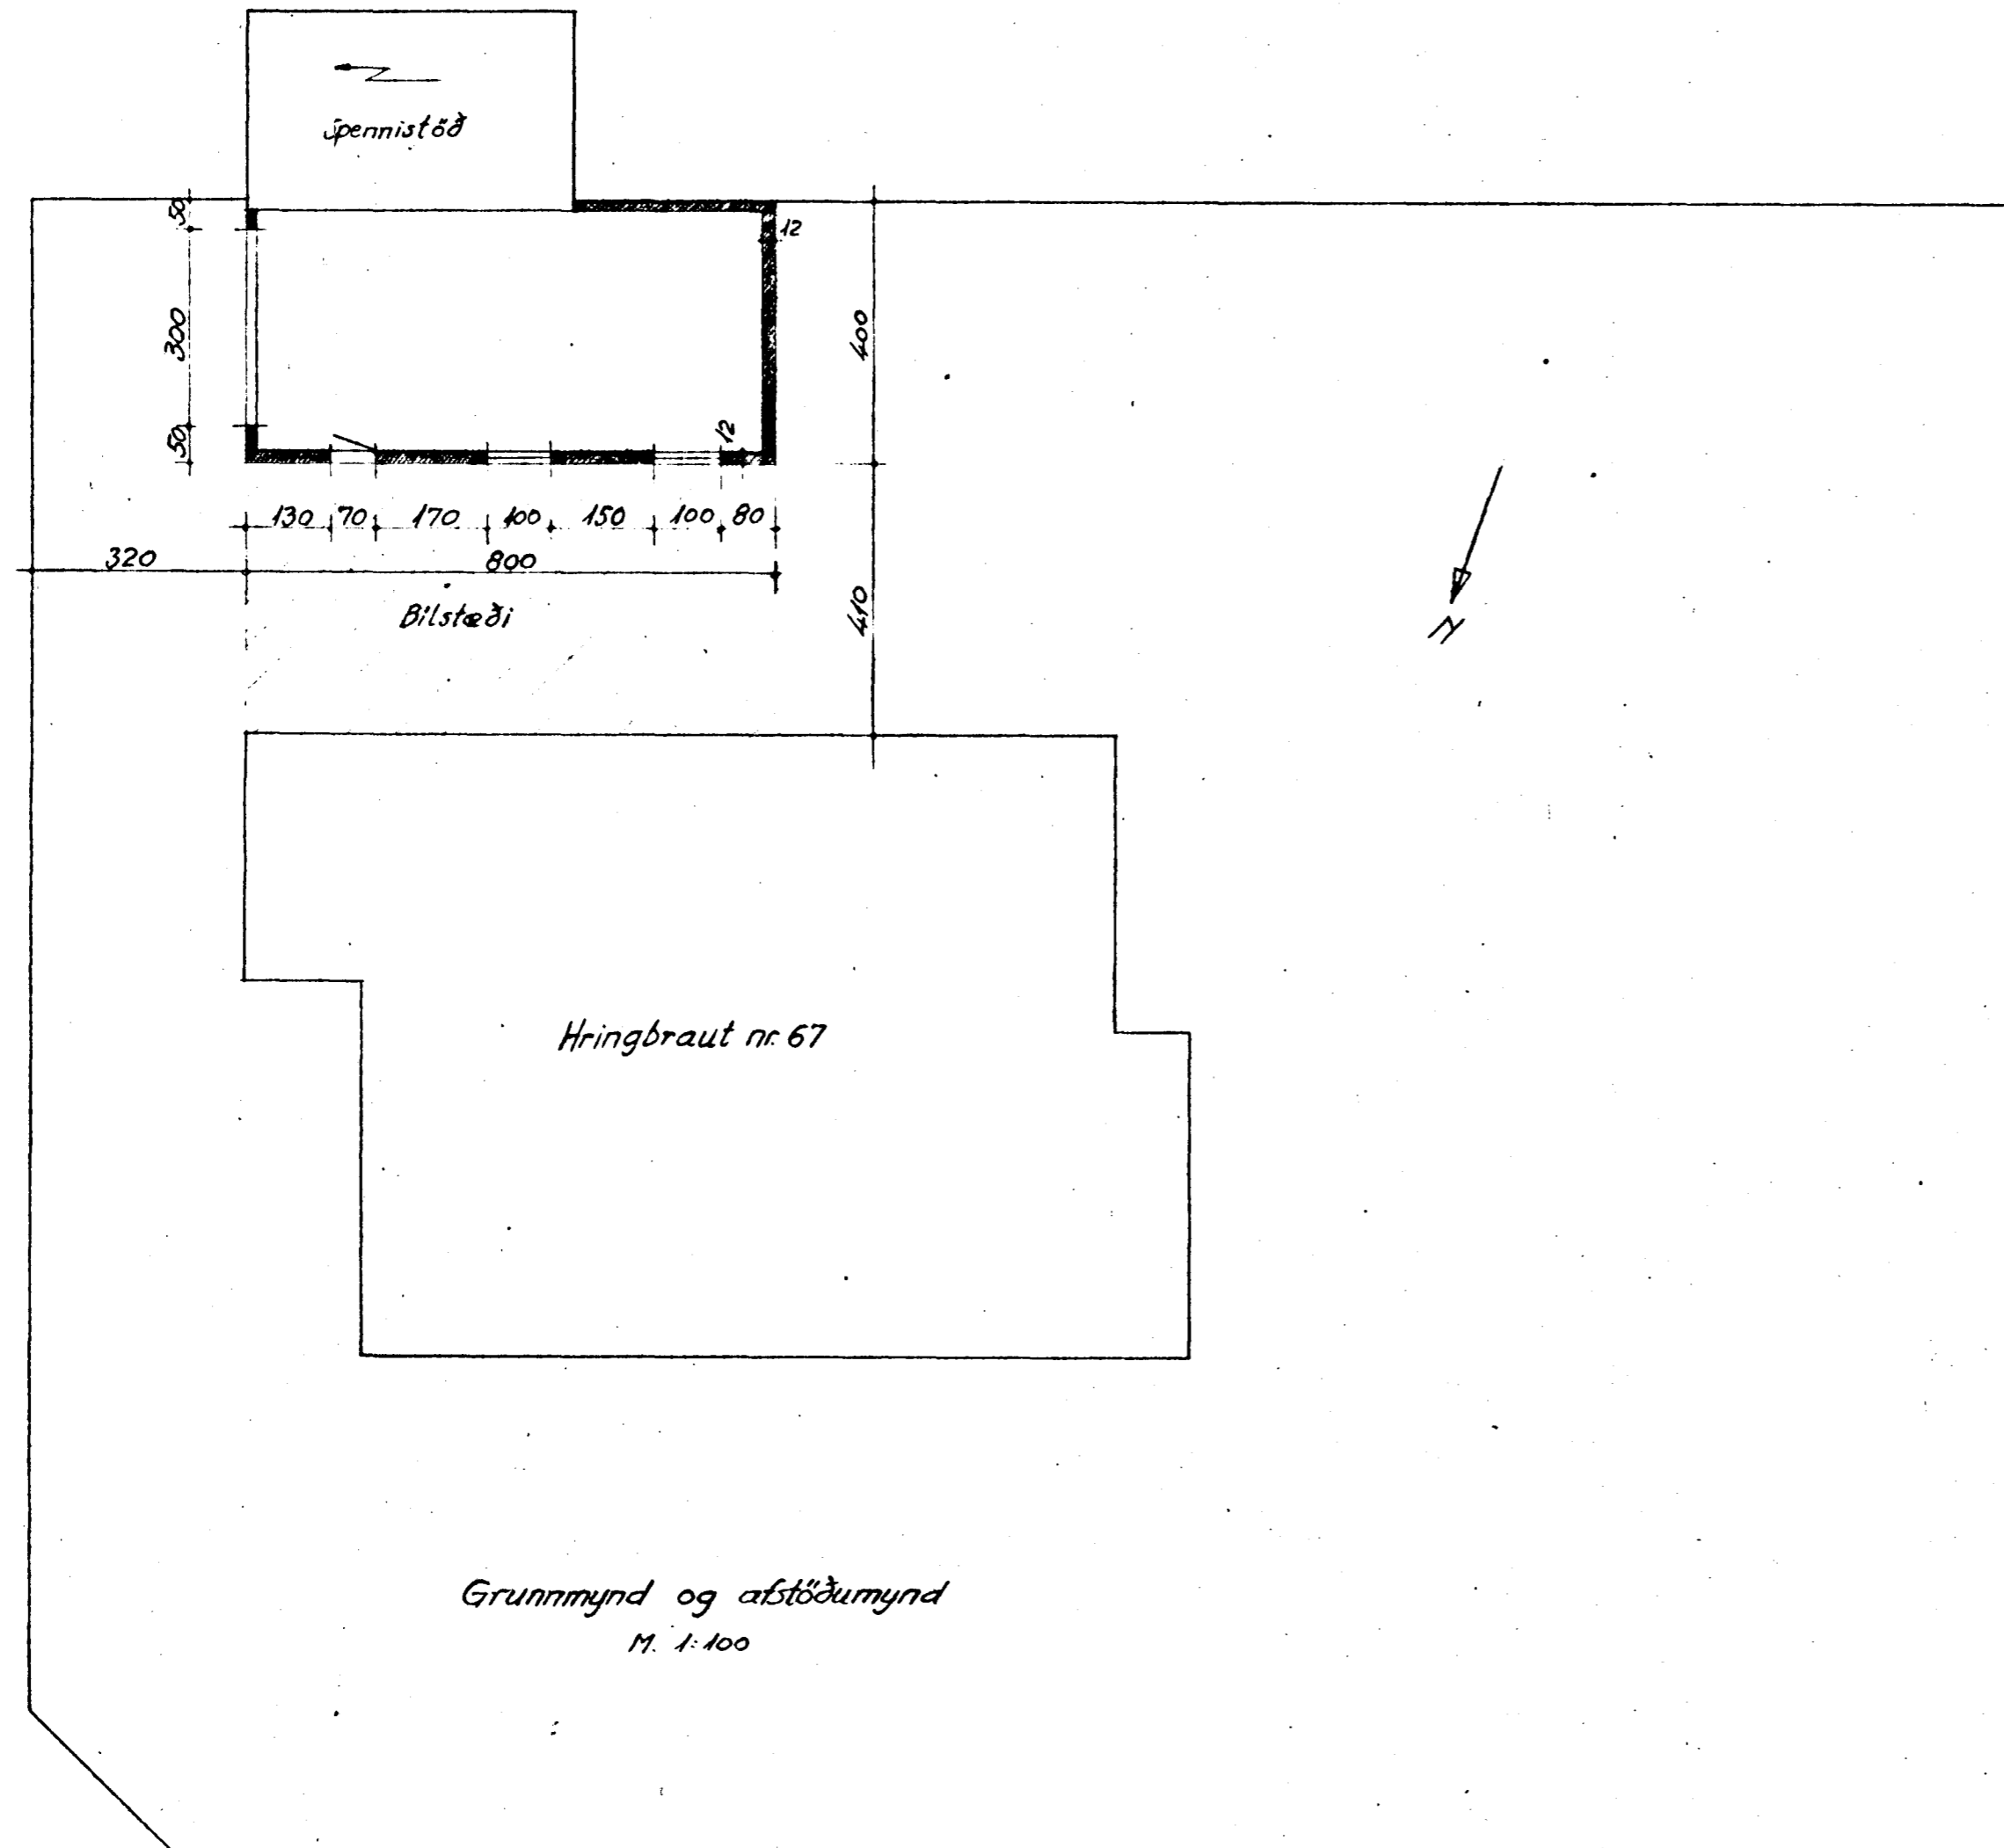 Spennistöð
50
12
300
400
50
12
130 70 170 100 150 100 80
320
800
410
Bílstæði
N
Hringbraut nr. 67
Grunnmynd og afstöðumynd
M. 1:100